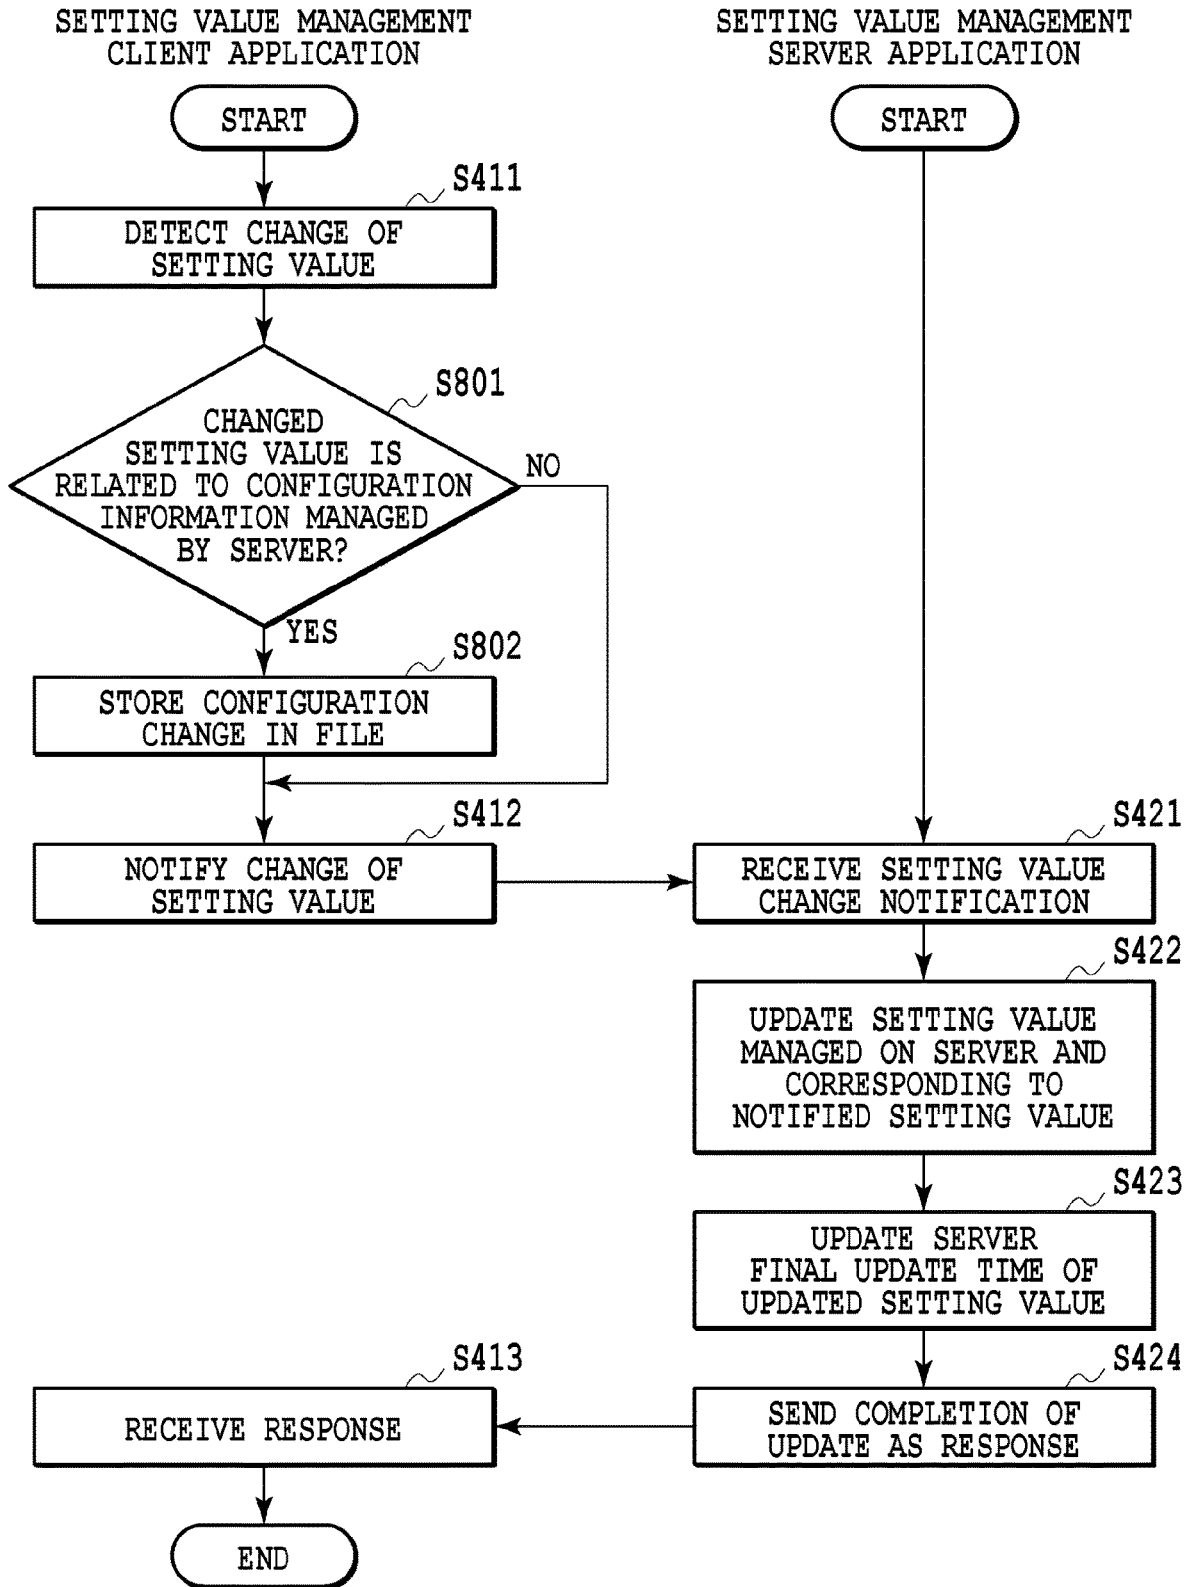 SETTING VALUE MANAGEMENT
CLIENT APPLICATION
START
S411
DETECT CHANGE OF
SETTING VALUE
S801
CHANGED
SETTING VALUE IS
RELATED TO CONFIGURATION
INFORMATION MANAGED
BY SERVER?
NO
YES
S802
STORE CONFIGURATION
CHANGE IN FILE
S412
NOTIFY CHANGE OF
SETTING VALUE
SETTING VALUE MANAGEMENT
SERVER APPLICATION
START
S421
RECEIVE SETTING VALUE
CHANGE NOTIFICATION
S422
UPDATE SETTING VALUE
MANAGED ON SERVER AND
CORRESPONDING TO
NOTIFIED SETTING VALUE
S423
UPDATE SERVER
FINAL UPDATE TIME OF
UPDATED SETTING VALUE
S424
SEND COMPLETION OF
UPDATE AS RESPONSE
S413
RECEIVE RESPONSE
END